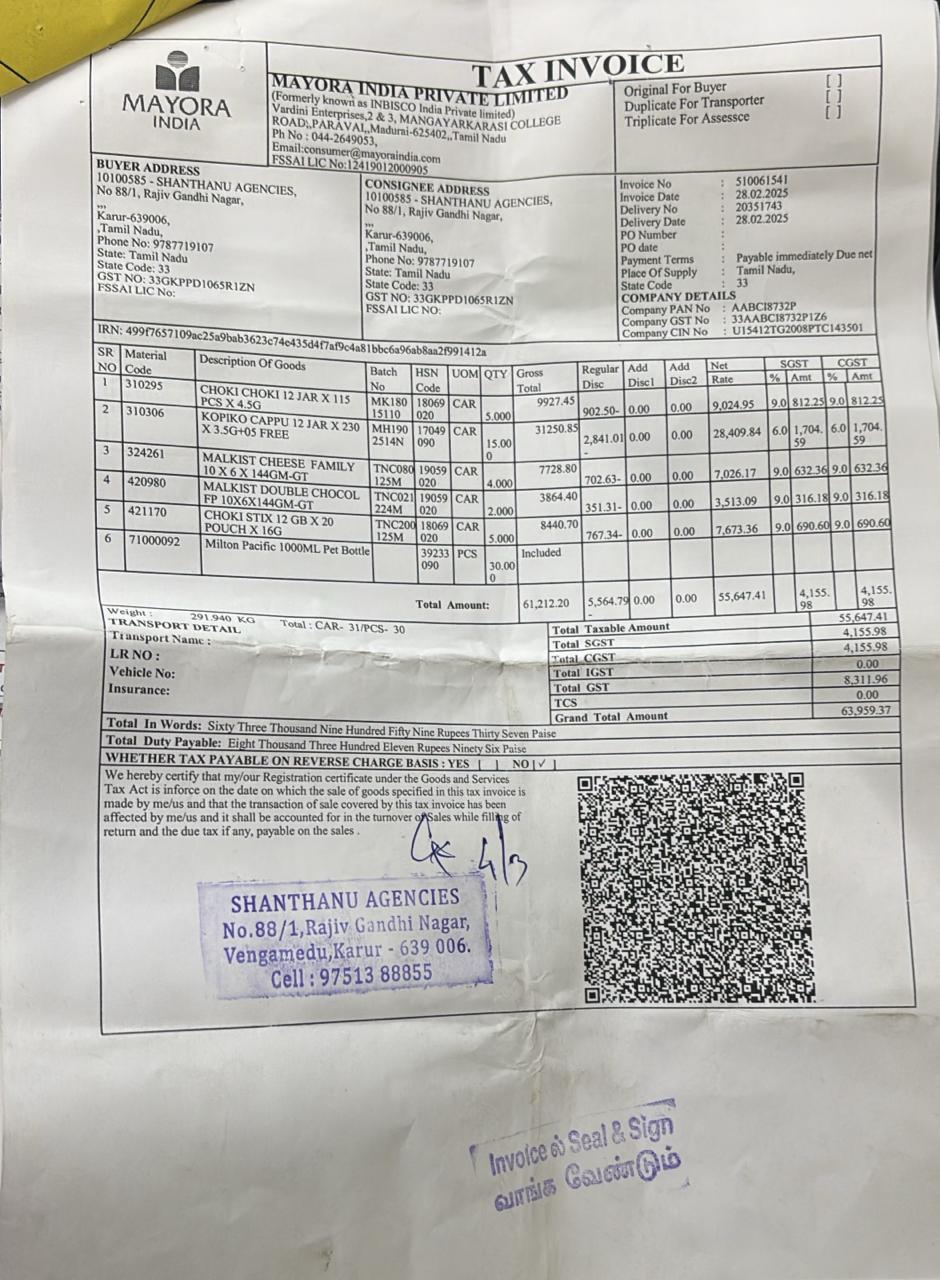 MAYORA
INDIA
TAX INVOICE
MAYORA INDIA PRIVATE LIMITED
(Formerly known as INBISCO India Private limited)
Vardini Enterprises,2 & 3, MANGAYARKARASI COLLEGE
ROAD;,PARAVAI,,Madurai-625402,,Tamil Nadu
Ph No : 044-2649053,
Email:consumer@mayoraindia.com
FSSAI LIC No:12419012000905
Original For Buyer [ ]
Duplicate For Transporter [ ]
Triplicate For Assessce [ ]
BUYER ADDRESS
10100585 - SHANTHANU AGENCIES,
No 88/1, Rajiv Gandhi Nagar,
,,,
Karur-639006,
,Tamil Nadu,
Phone No: 9787719107
State: Tamil Nadu
State Code: 33
GST NO: 33GKPPD1065R1ZN
FSSAI LIC No:
CONSIGNEE ADDRESS
10100585 - SHANTHANU AGENCIES,
No 88/1, Rajiv Gandhi Nagar,
,,,
Karur-639006,
,Tamil Nadu,
Phone No: 9787719107
State: Tamil Nadu
State Code: 33
GST NO: 33GKPPD1065R1ZN
FSSAI LIC NO:
Invoice No : 510061541
Invoice Date : 28.02.2025
Delivery No : 20351743
Delivery Date : 28.02.2025
PO Number :
PO date :
Payment Terms : Payable immediately Due net
Place Of Supply : Tamil Nadu,
State Code : 33
COMPANY DETAILS
Company PAN No : AABCI8732P
Company GST No : 33AABCI8732P1Z6
Company CIN No : U15412TG2008PTC143501
IRN: 499f7657109ac25a9bab3623c74e435d4f7af9c4a81bbc6a96ab8aa2f991412a
SR NO Material Code Description Of Goods Batch No HSN Code UOM QTY Gross Total Regular Disc Add Disc1 Add Disc2 Net Rate SGST % Amt CGST % Amt
1 310295 CHOKI CHOKI 12 JAR X 115 PCS X 4.5G MK180 15110 18069 020 CAR 5.000 9927.45 902.50- 0.00 0.00 9,024.95 9.0 812.25 9.0 812.25
2 310306 KOPIKO CAPPU 12 JAR X 230 X 3.5G+05 FREE MH190 2514N 17049 090 CAR 15.00 0 31250.85 2,841.01 - 0.00 0.00 28,409.84 6.0 1,704. 59 6.0 1,704. 59
3 324261 MALKIST CHEESE FAMILY 10 X 6 X 144GM-GT TNC080 125M 19059 020 CAR 4.000 7728.80 702.63- 0.00 0.00 7,026.17 9.0 632.36 9.0 632.36
4 420980 MALKIST DOUBLE CHOCOL FP 10X6X144GM-GT TNC021 224M 19059 020 CAR 2.000 3864.40 351.31- 0.00 0.00 3,513.09 9.0 316.18 9.0 316.18
5 421170 CHOKI STIX 12 GB X 20 POUCH X 16G TNC200 125M 18069 020 CAR 5.000 8440.70 767.34- 0.00 0.00 7,673.36 9.0 690.60 9.0 690.60
6 71000092 Milton Pacific 1000ML Pet Bottle 39233 090 PCS 30.00 0 Included
Total Amount: 61,212.20 5,564.79 - 0.00 0.00 55,647.41 4,155. 98 4,155. 98
Weight : 291.940 KG Total : CAR- 31/PCS- 30
TRANSPORT DETAIL
Transport Name :
LR NO :
Vehicle No:
Insurance:
Total Taxable Amount 55,647.41
Total SGST 4,155.98
Total CGST 4,155.98
Total IGST 0.00
Total GST 8,311.96
TCS 0.00
Grand Total Amount 63,959.37
Total In Words: Sixty Three Thousand Nine Hundred Fifty Nine Rupees Thirty Seven Paise
Total Duty Payable: Eight Thousand Three Hundred Eleven Rupees Ninety Six Paise
WHETHER TAX PAYABLE ON REVERSE CHARGE BASIS : YES [ ] NO [✓]
We hereby certify that my/our Registration certificate under the Goods and Services
Tax Act is inforce on the date on which the sale of goods specified in this tax invoice is
made by me/us and that the transaction of sale covered by this tax invoice has been
affected by me/us and it shall be accounted for in the turnover of Sales while filling of
return and the due tax if any, payable on the sales .
4/3
SHANTHANU AGENCIES
No.88/1,Rajiv Gandhi Nagar,
Vengamedu,Karur - 639 006.
Cell : 97513 88855
Invoice ல் Seal & Sign
வாங்க வேண்டும்